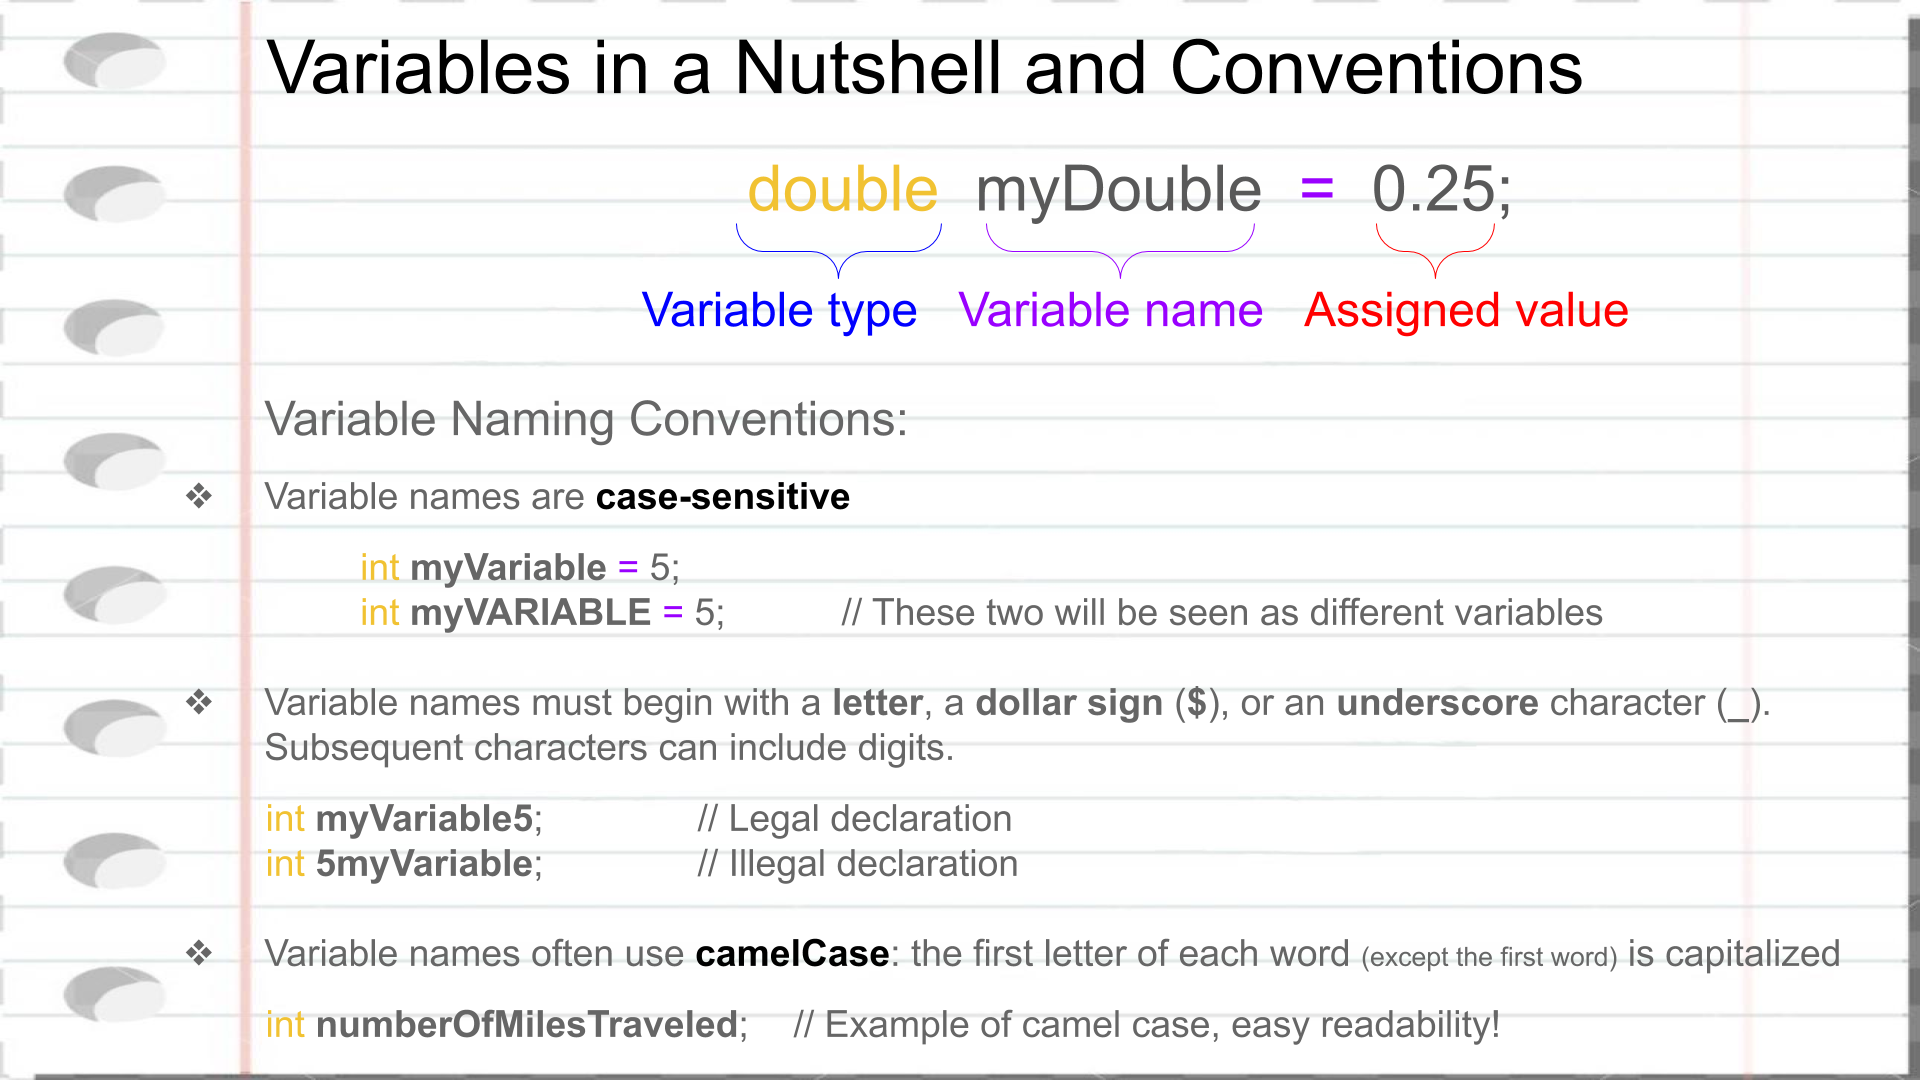 Variables in a Nutshell and Conventions
double myDouble = 0.25;
Variable type Variable name Assigned value
Variable Naming Conventions:
❖ Variable names are case-sensitive
int myVariable = 5;
int myVARIABLE = 5; // These two will be seen as different variables
❖ Variable names must begin with a letter, a dollar sign ($), or an underscore character (_).
Subsequent characters can include digits.
int myVariable5; // Legal declaration
int 5myVariable; // Illegal declaration
❖ Variable names often use camelCase: the first letter of each word (except the first word) is capitalized
int numberOfMilesTraveled; // Example of camel case, easy readability!